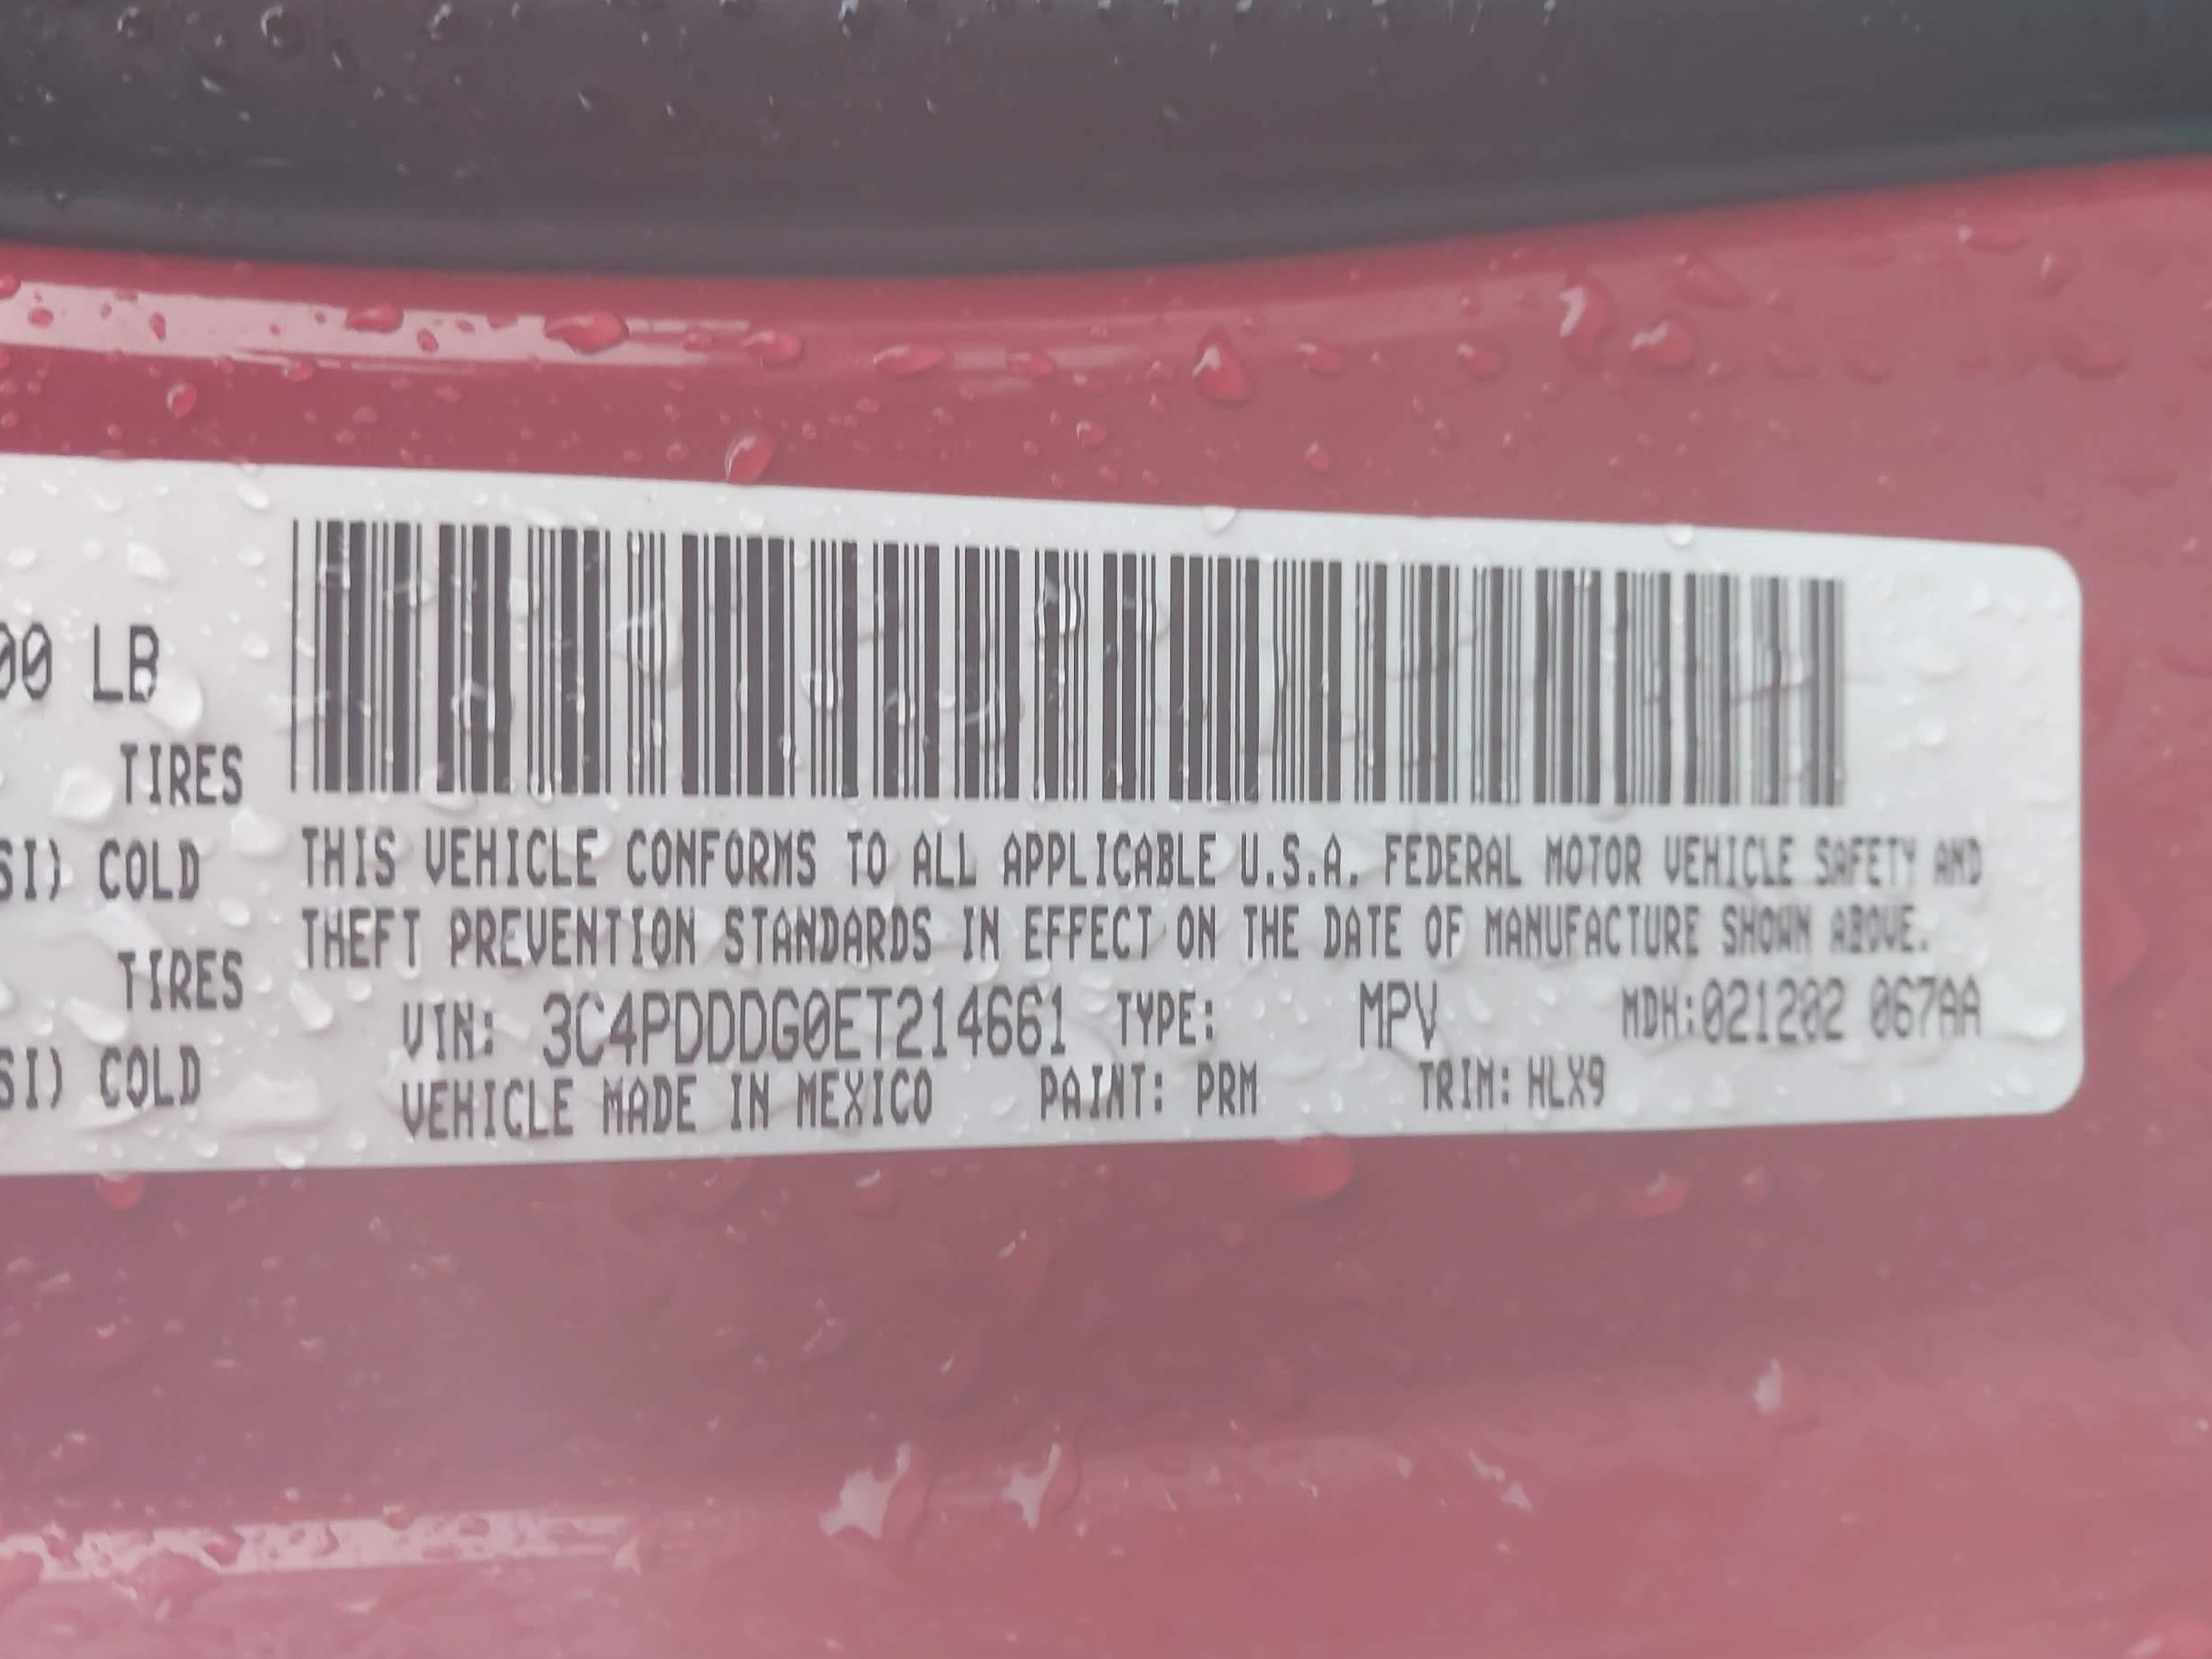 00 LB
TIRES
SI) COLD
TIRES
SI) COLD
THIS VEHICLE CONFORMS TO ALL APPLICABLE U.S.A. FEDERAL MOTOR VEHICLE SAFETY AND
THEFT PREVENTION STANDARDS IN EFFECT ON THE DATE OF MANUFACTURE SHOWN ABOVE.
VIN: 3C4PDDDG0ET214661 TYPE: MPV MDH:021202 067AA
VEHICLE MADE IN MEXICO PAINT: PRM TRIM: HLX9